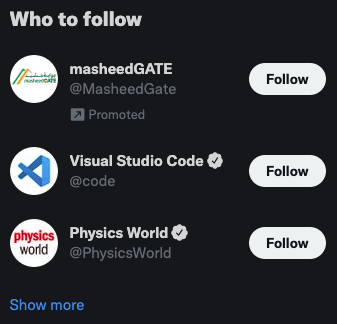 Who to follow
masheedGATE
masheedGATE
@MasheedGate
Promoted
Follow
Visual Studio Code
@code
Follow
physics
world
Physics World
@PhysicsWorld
Follow
Show more